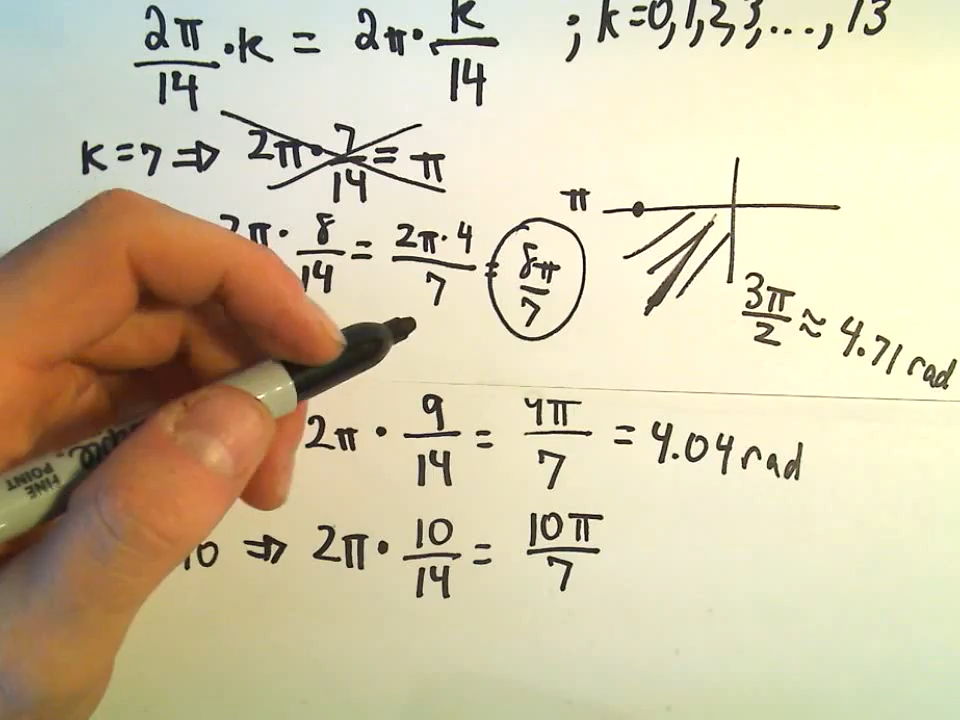 2π/14 · k = 2π · k/14 ; k=0,1,2,3,...,13
k=7 ⇒ 2π · 7/14 = π
π
2π · 8/14 = 2π·4/7 = 8π/7
3π/2 ≈ 4.71 rad
2π · 9/14 = 9π/7 = 4.04 rad
10 ⇒ 2π · 10/14 = 10π/7
FINE POINT